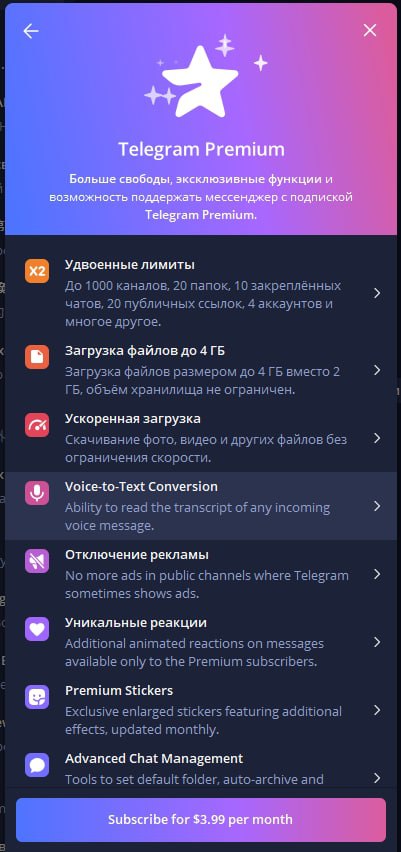 Telegram Premium
Больше свободы, эксклюзивные функции и
возможность поддержать мессенджер с подпиской
Telegram Premium.
X2
Удвоенные лимиты
До 1000 каналов, 20 папок, 10 закреплённых
чатов, 20 публичных ссылок, 4 аккаунтов и
многое другое.
Загрузка файлов до 4 ГБ
Загрузка файлов размером до 4 ГБ вместо 2
ГБ, объём хранилища не ограничен.
Ускоренная загрузка
Скачивание фото, видео и других файлов без
ограничения скорости.
Voice-to-Text Conversion
Ability to read the transcript of any incoming
voice message.
Отключение рекламы
No more ads in public channels where Telegram
sometimes shows ads.
Уникальные реакции
Additional animated reactions on messages
available only to the Premium subscribers.
Premium Stickers
Exclusive enlarged stickers featuring additional
effects, updated monthly.
Advanced Chat Management
Tools to set default folder, auto-archive and
Subscribe for $3.99 per month